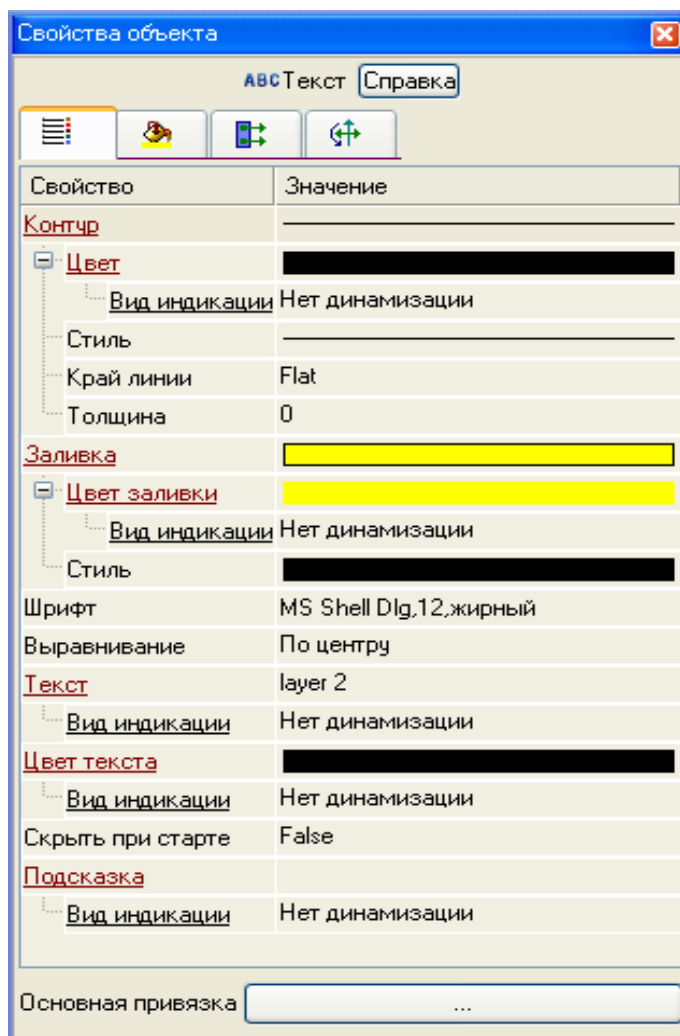 Свойства объекта
ABC Текст Справка
Свойство Значение
Контур
Цвет
Вид индикации Нет динамизации
Стиль
Край линии Flat
Толщина 0
Заливка
Цвет заливки
Вид индикации Нет динамизации
Стиль
Шрифт MS Shell Dlg,12,жирный
Выравнивание По центру
Текст layer 2
Вид индикации Нет динамизации
Цвет текста
Вид индикации Нет динамизации
Скрыть при старте False
Подсказка
Вид индикации Нет динамизации
Основная привязка ...